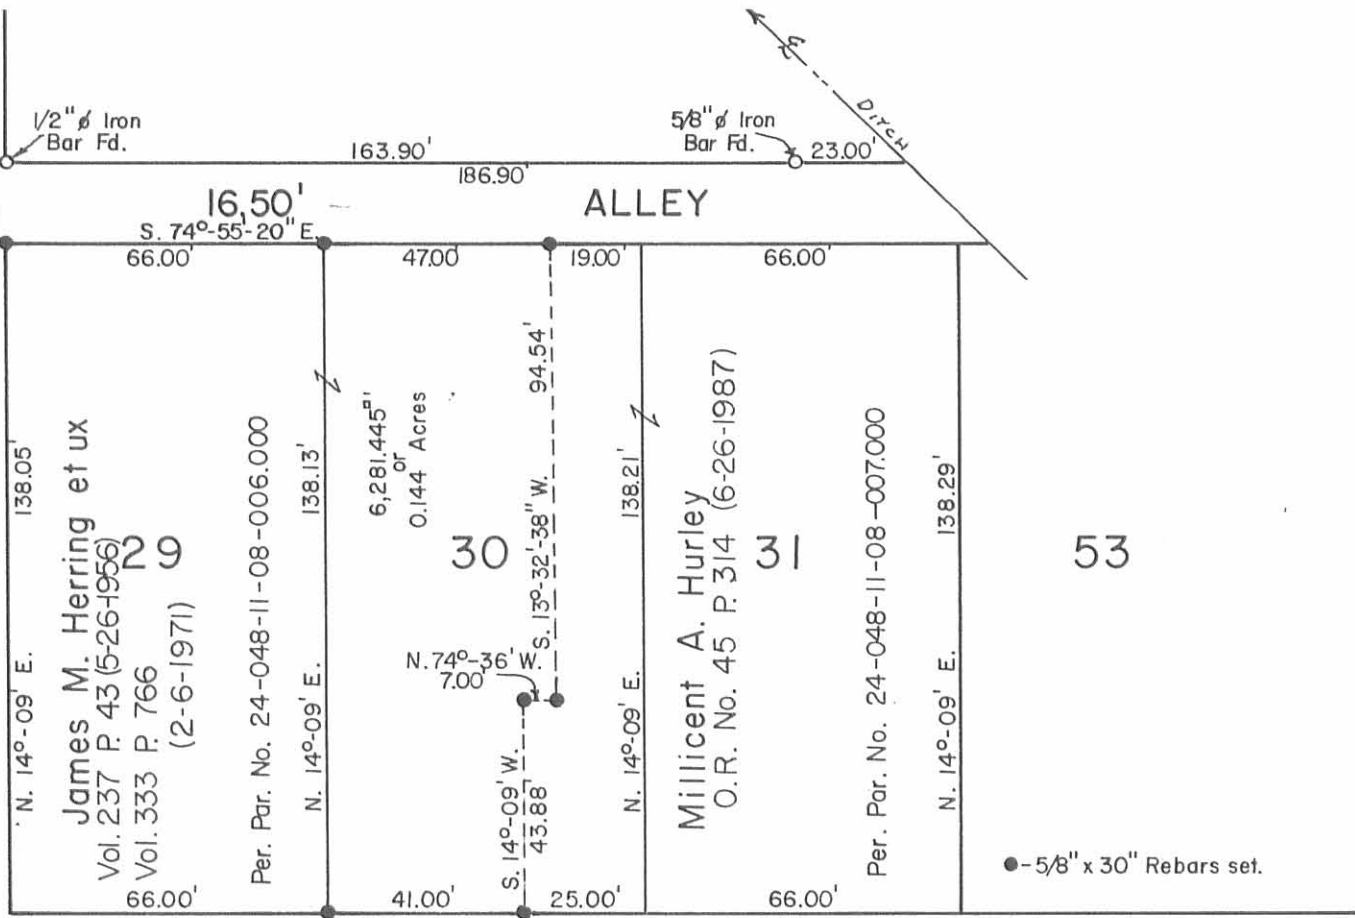 1/2" ϕ Iron
Bar Fd.
5/8" ϕ Iron
Bar Fd.
DITCH
163.90'
23.00'
186.90'
16,50'
ALLEY
S. 74°-55'-20" E.
66.00'
47.00'
19.00'
66.00'
N. 14°-09' E.
138.05'
James M. Herring et ux
Vol. 237 P. 43 (5-26-1956)
Vol. 333 P. 766
(2-6-1971)
29
Per. Par. No. 24-048-11-08-006.000
N. 14°-09' E.
138.13'
6,281.445□'
or
0.144 Acres
30
S. 13°-32'-38" W.
94.54'
N. 74°-36' W.
7.00'
S. 14°-09' W.
43.88'
N. 14°-09' E.
138.21'
Millicent A. Hurley
O.R. No. 45 P. 314 (6-26-1987)
31
Per. Par. No. 24-048-11-08-007.000
N. 14°-09' E.
138.29'
53
-5/8" x 30" Rebars set.
66.00'
41.00'
25.00'
66.00'